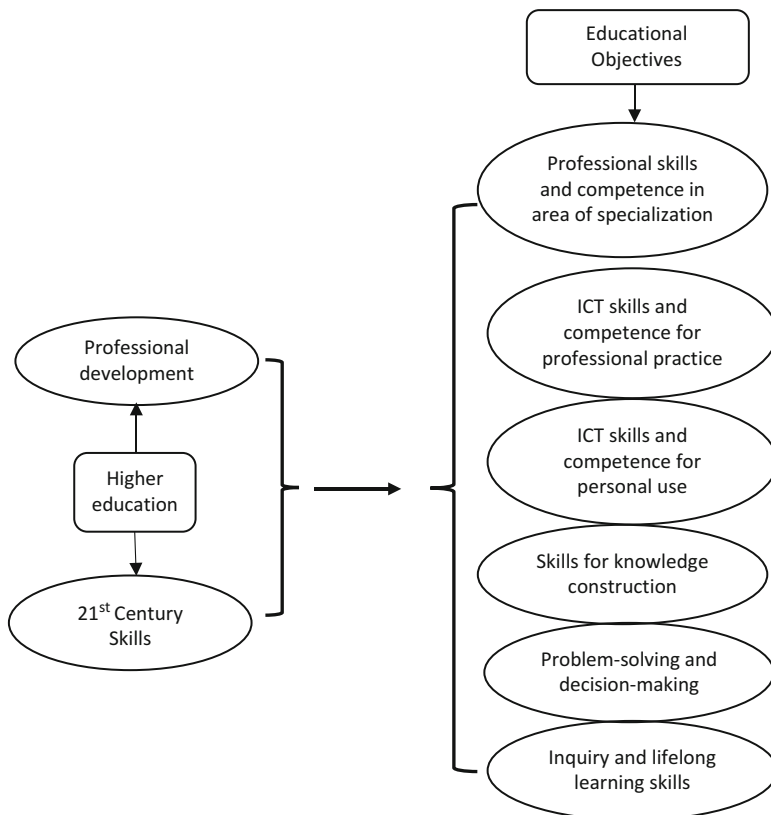 Educational
Objectives
Professional skills
and competence in
area of specialization
ICT skills and
competence for
professional practice
Professional
development
ICT skills and
competence for
personal use
Higher
education
Skills for knowledge
construction
21st Century
Skills
Problem-solving and
decision-making
Inquiry and lifelong
learning skills